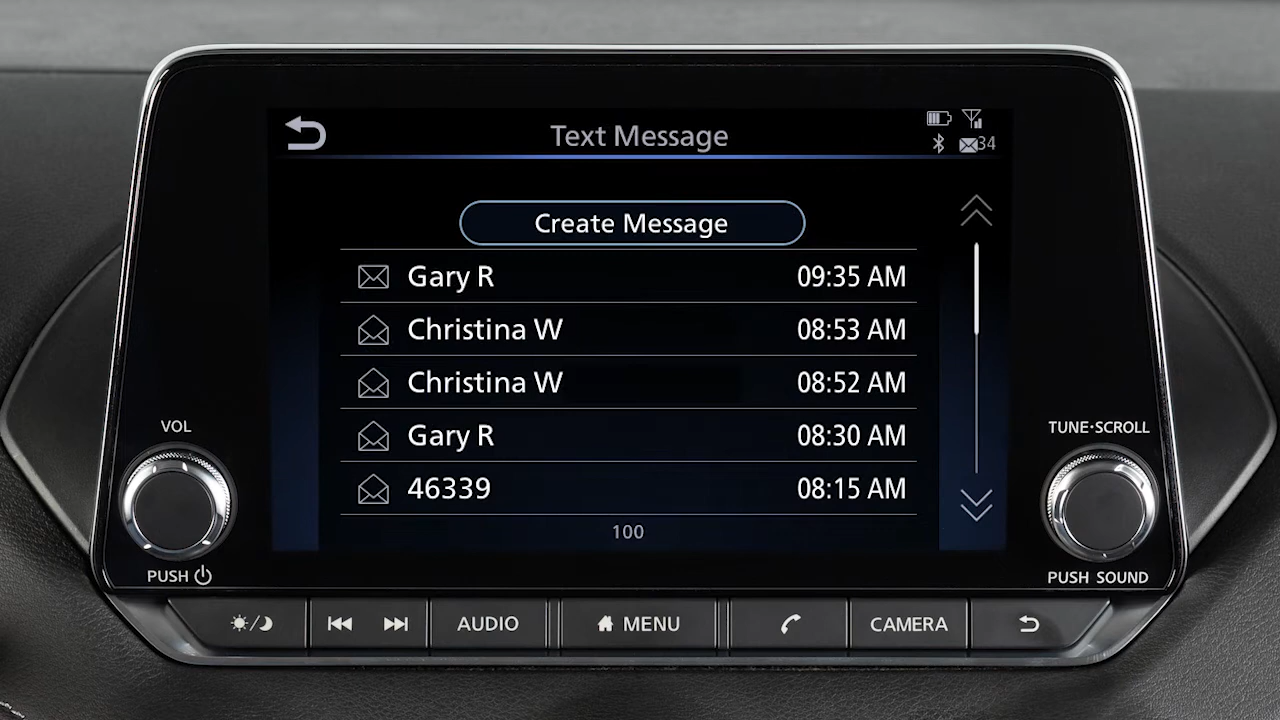 Text Message
34
Create Message
Gary R 09:35 AM
Christina W 08:53 AM
Christina W 08:52 AM
Gary R 08:30 AM
46339 08:15 AM
100
VOL
TUNE·SCROLL
PUSH
PUSH SOUND
AUDIO
MENU
CAMERA